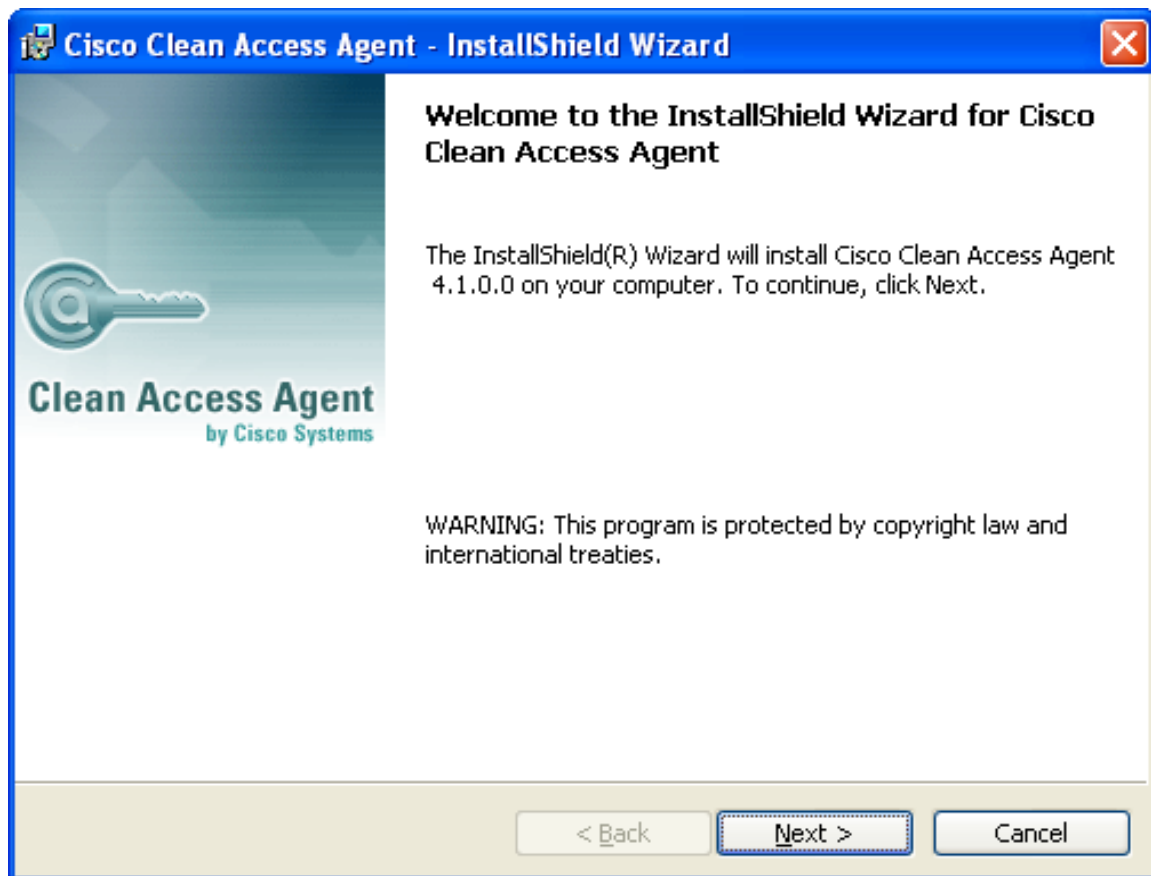 Cisco Clean Access Agent - InstallShield Wizard
Clean Access Agent
by Cisco Systems
Welcome to the InstallShield Wizard for Cisco
Clean Access Agent
The InstallShield(R) Wizard will install Cisco Clean Access Agent
4.1.0.0 on your computer. To continue, click Next.
WARNING: This program is protected by copyright law and
international treaties.
< Back
Next >
Cancel